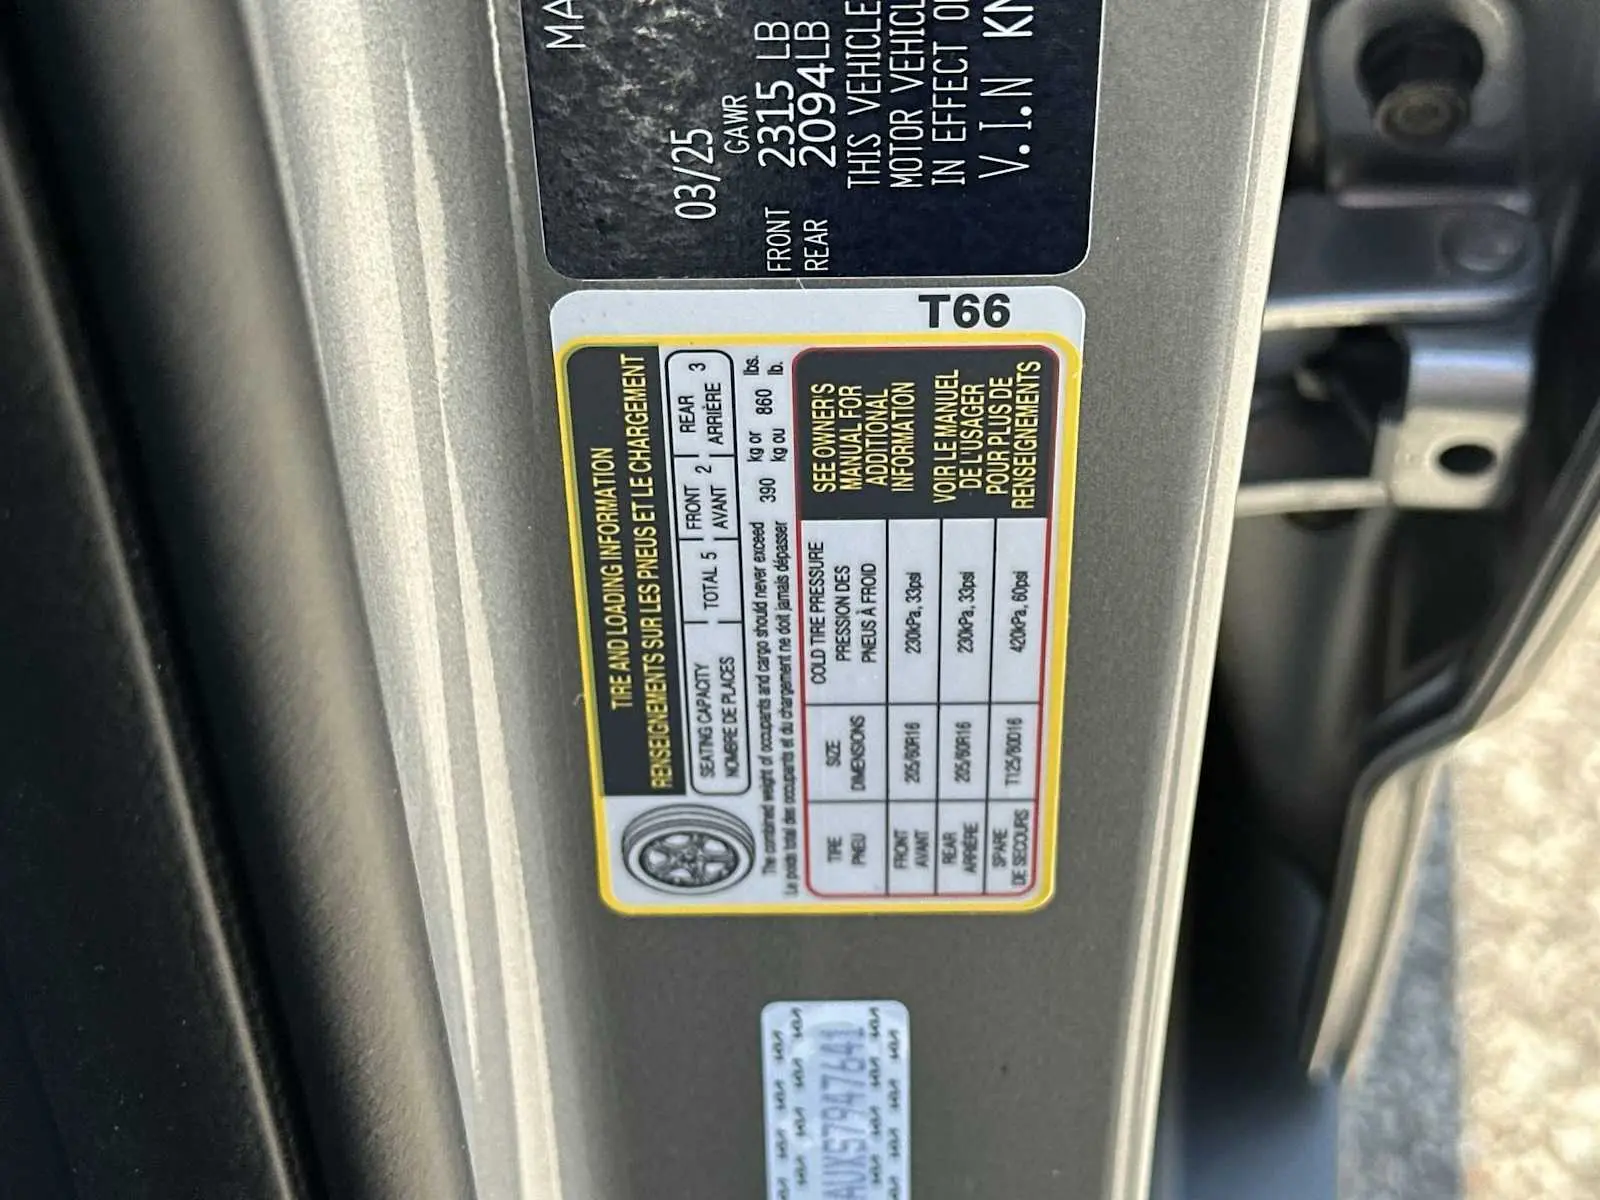 MA
03/25
GAWR
FRONT 2315 LB
REAR 2094LB
THIS VEHICLE
MOTOR VEHICL
IN EFFECT O
V.I.N KN
T66
TIRE AND LOADING INFORMATION
RENSEIGNEMENTS SUR LES PNEUS ET LE CHARGEMENT
SEATING CAPACITY
NOMBRE DE PLACES
TOTAL 5
FRONT
AVANT 2
REAR
ARRIÈRE 3
The combined weight of occupants and cargo should never exceed 390 kg or 860 lbs.
Le poids total des occupants et du chargement ne doit jamais dépasser kg ou lb.
TIRE
PNEU
SIZE
DIMENSIONS
COLD TIRE PRESSURE
PRESSION DES
PNEUS À FROID
FRONT
AVANT
205/60R16
230kPa, 33psi
REAR
ARRIÈRE
205/60R16
230kPa, 33psi
SPARE
DE SECOURS
T125/80D16
420kPa, 60psi
SEE OWNER'S
MANUAL FOR
ADDITIONAL
INFORMATION
VOIR LE MANUEL
DE L'USAGER
POUR PLUS DE
RENSEIGNEMENTS
AUXS7947641